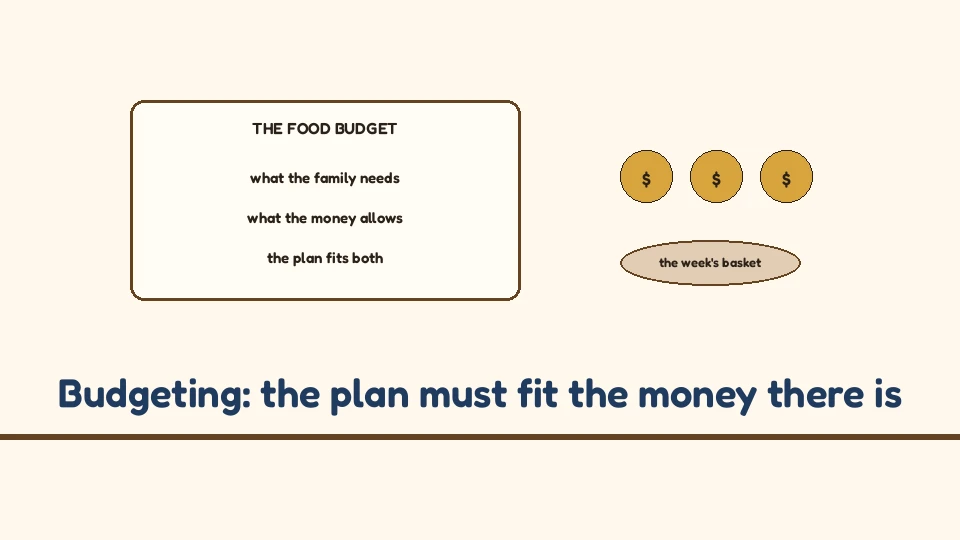 THE FOOD BUDGET
what the family needs
what the money allows
the plan fits both
$ $ $
the week's basket
Budgeting: the plan must fit the money there is